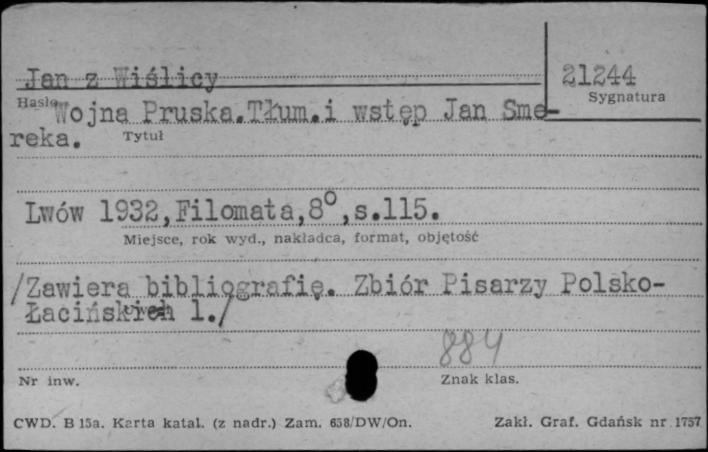 Jan z Wiślicy
21244
Hasło
Sygnatura
Wojna Pruska.Tłum.i wstęp Jan Sme-
reka.
Tytuł
Lwów 1932,Filomata,8°,s.115.
Miejsce, rok wyd., nakładca, format, objętość
/Zawiera bibliografię. Zbiór Pisarzy Polsko-
Łacińskich 1./
884
Nr inw.
Znak klas.
CWD. B 15a. Karta katal. (z nadr.) Zam. 658/DW/On.
Zakł. Graf. Gdańsk nr 1757